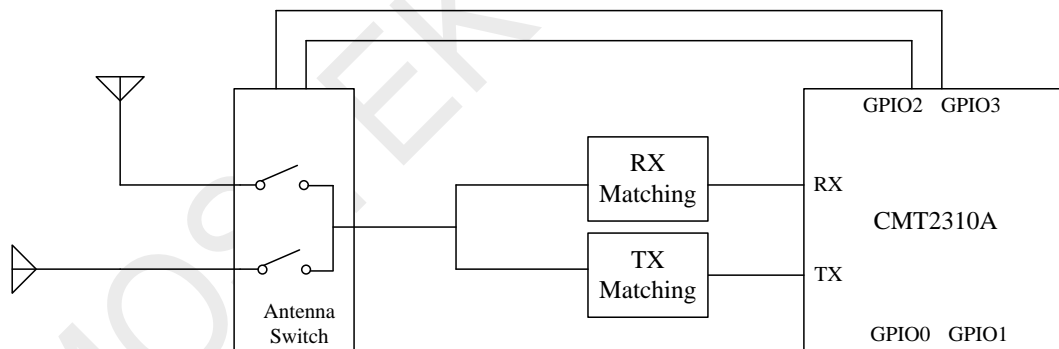 GPIO2 GPIO3
RX
Matching
RX
CMT2310A
TX
Matching
TX
Antenna
Switch
GPIO0 GPIO1